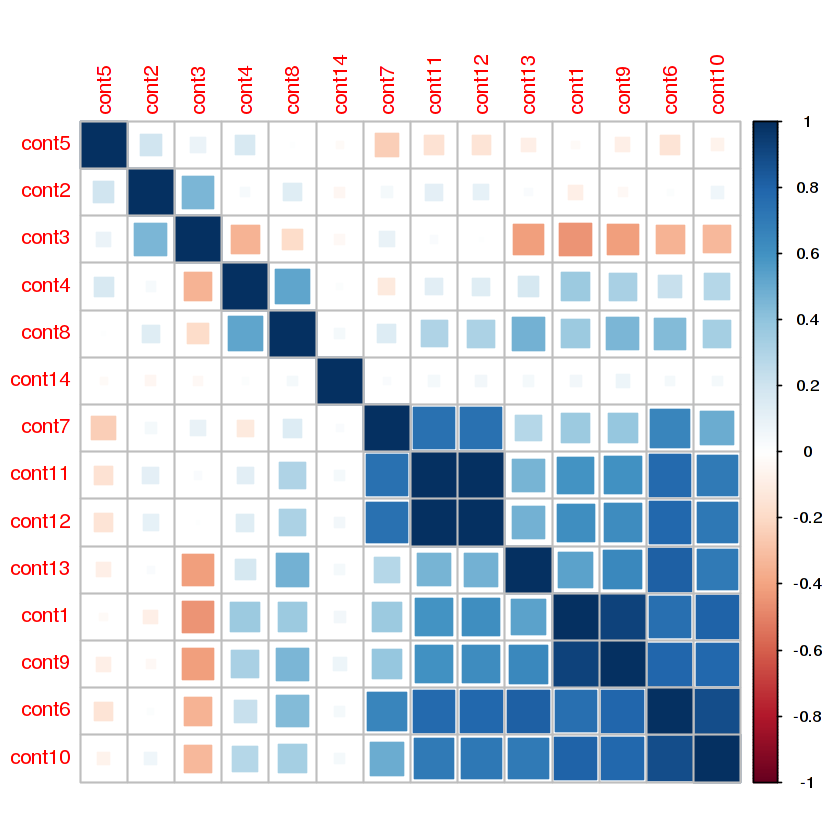 cont5 cont2 cont3 cont4 cont8 cont14 cont7 cont11 cont12 cont13 cont1 cont9 cont6 cont10
cont5
cont2
cont3
cont4
cont8
cont14
cont7
cont11
cont12
cont13
cont1
cont9
cont6
cont10
1
0.8
0.6
0.4
0.2
0
-0.2
-0.4
-0.6
-0.8
-1